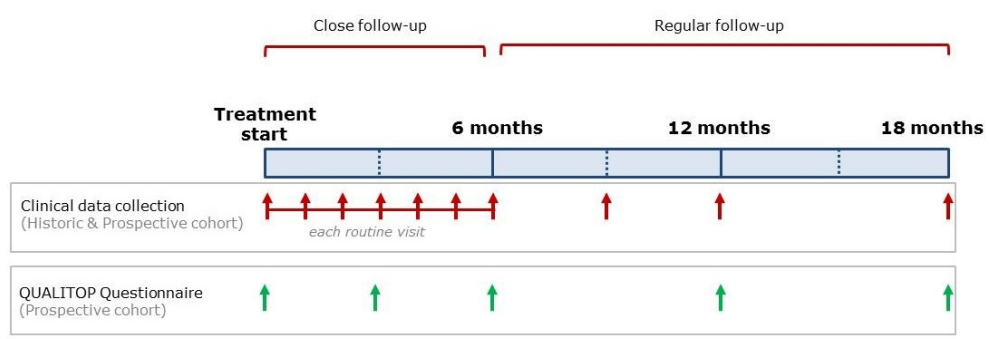 Close follow-up
Regular follow-up
Treatment
start
6 months
12 months
18 months
Clinical data collection
(Historic & Prospective cohort)
each routine visit
QUALITOP Questionnaire
(Prospective cohort)